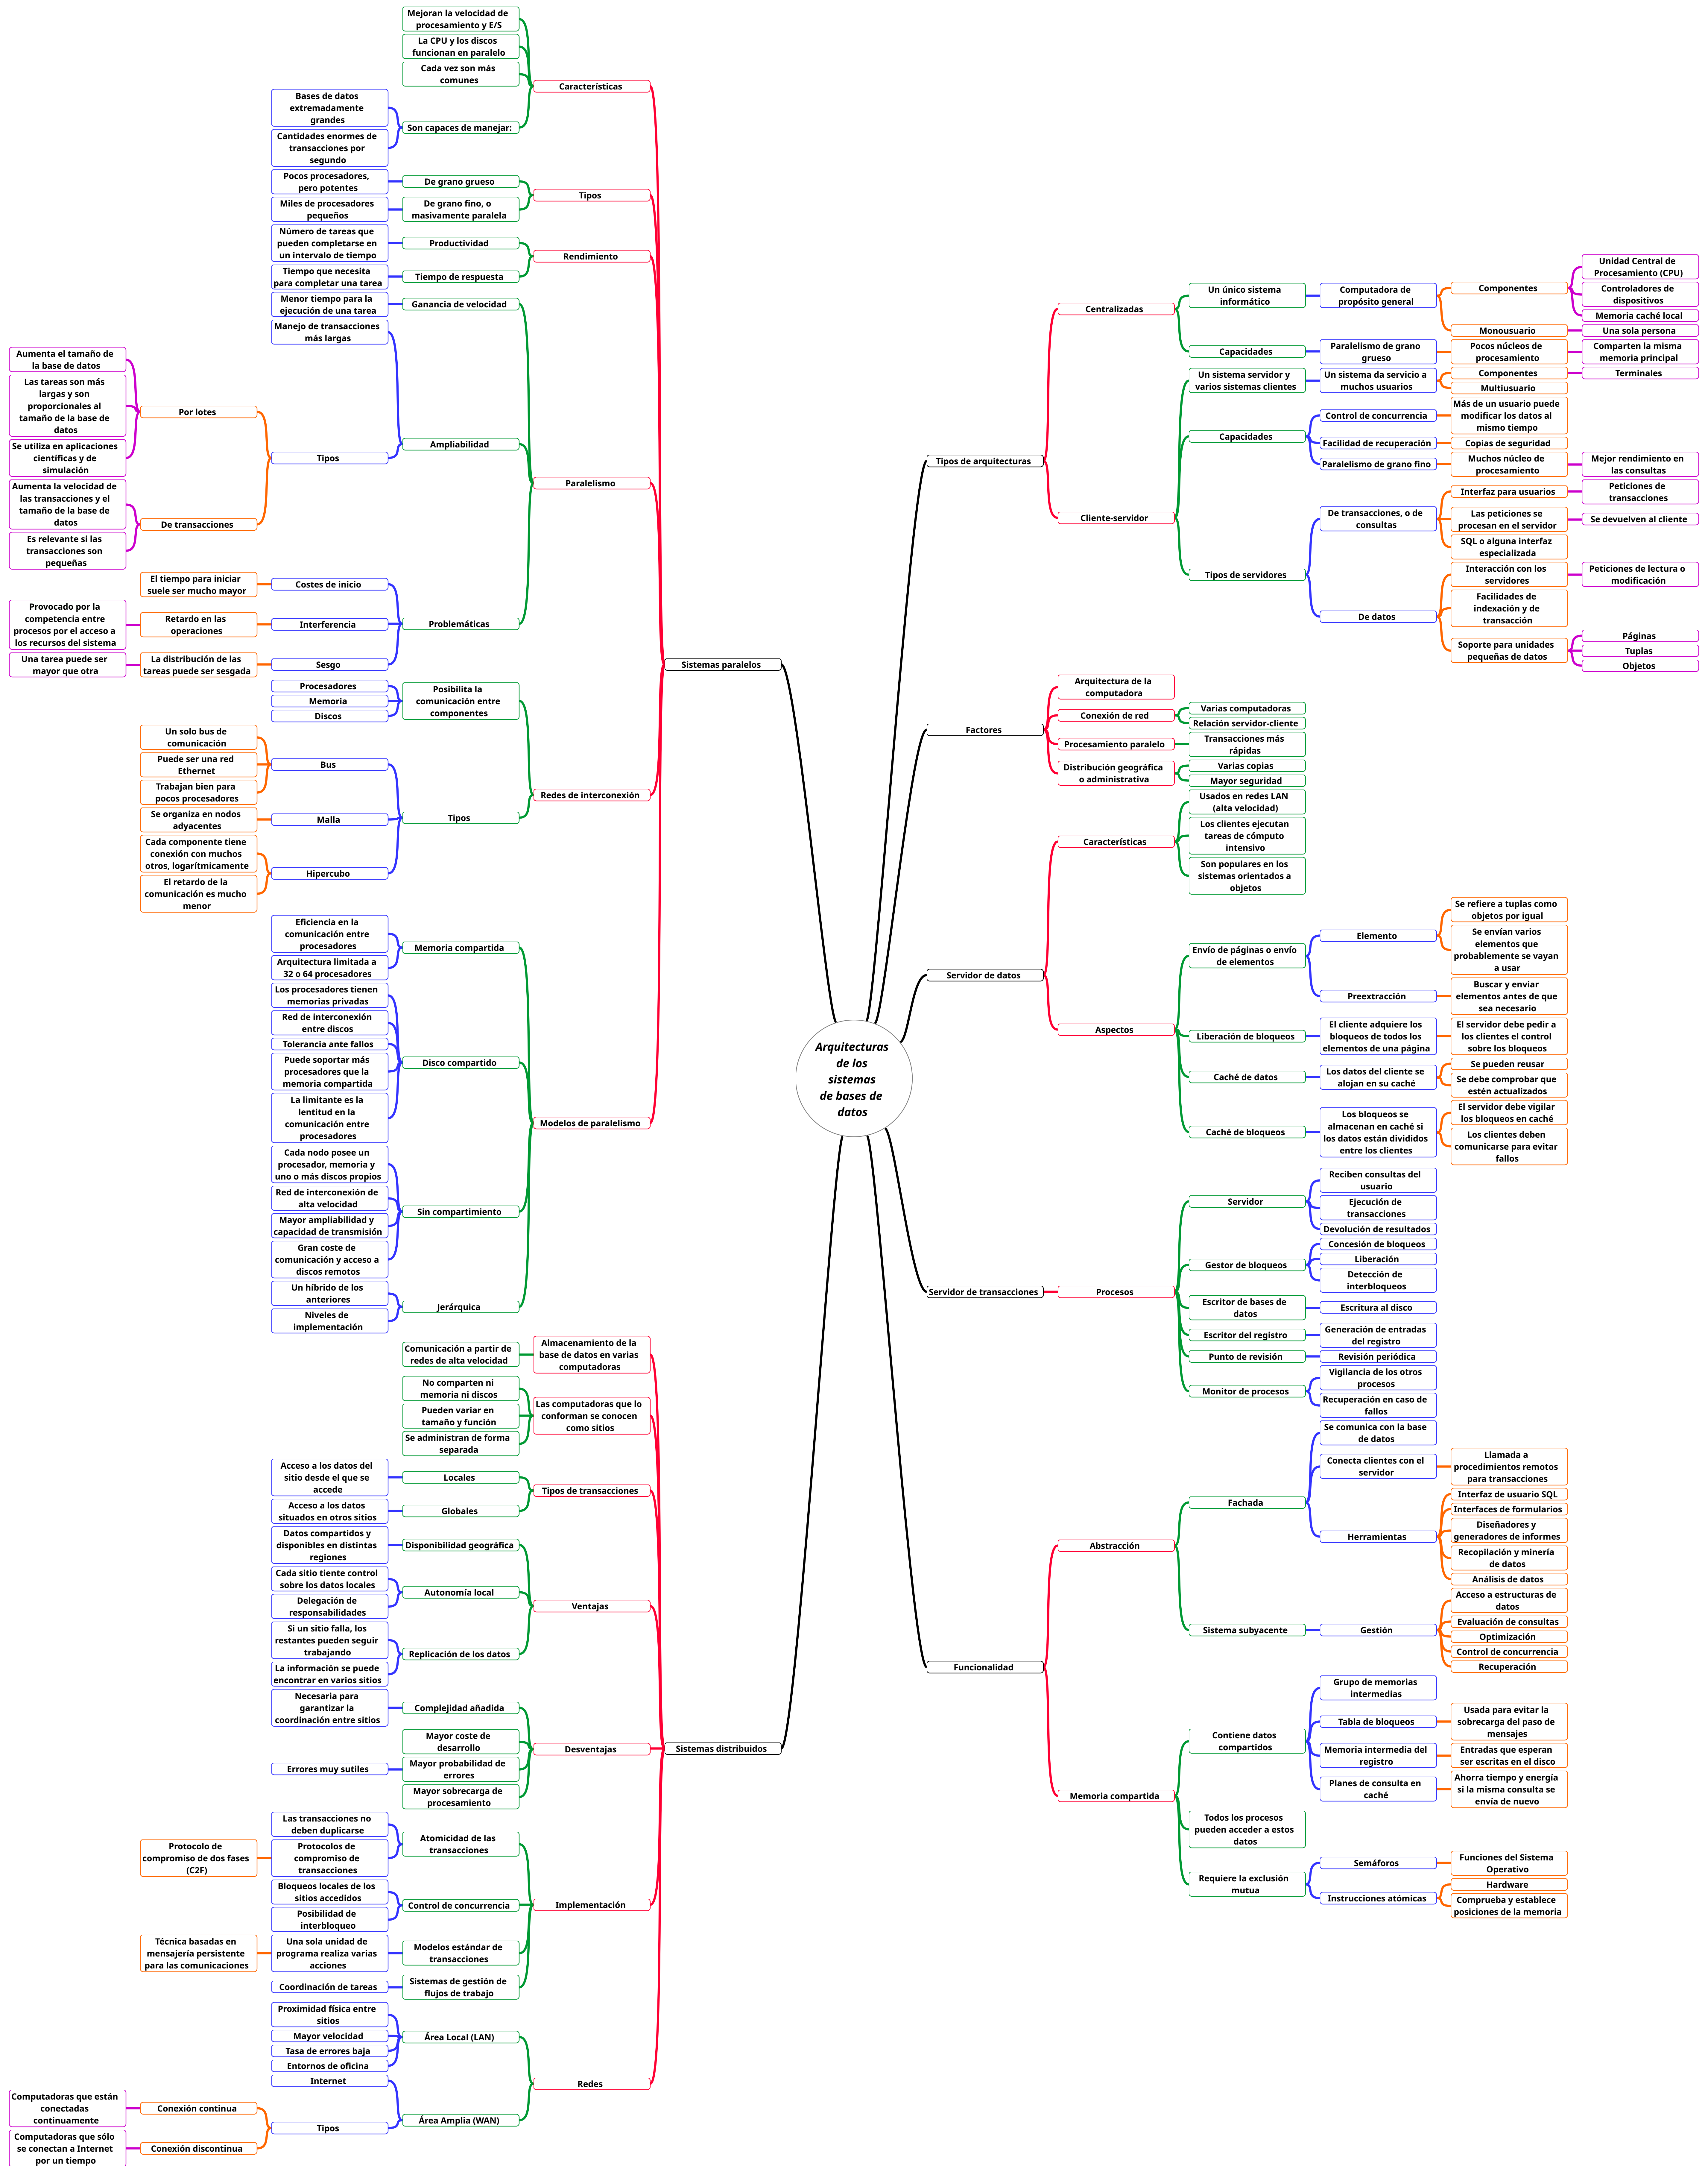 Arquitecturas
de los
sistemas
de bases de
datos
Tipos de arquitecturas
Centralizadas
Un único sistema
informático
Computadora de
propósito general
Componentes
Unidad Central de
Procesamiento (CPU)
Controladores de
dispositivos
Memoria caché local
Monousuario
Una sola persona
Capacidades
Paralelismo de grano
grueso
Pocos núcleos de
procesamiento
Comparten la misma
memoria principal
Cliente-servidor
Un sistema servidor y
varios sistemas clientes
Un sistema da servicio a
muchos usuarios
Componentes
Terminales
Multiusuario
Capacidades
Control de concurrencia
Más de un usuario puede
modificar los datos al
mismo tiempo
Facilidad de recuperación
Copias de seguridad
Paralelismo de grano fino
Muchos núcleo de
procesamiento
Mejor rendimiento en
las consultas
Tipos de servidores
De transacciones, o de
consultas
Interfaz para usuarios
Peticiones de
transacciones
Las peticiones se
procesan en el servidor
Se devuelven al cliente
SQL o alguna interfaz
especializada
De datos
Interacción con los
servidores
Peticiones de lectura o
modificación
Facilidades de
indexación y de
transacción
Soporte para unidades
pequeñas de datos
Páginas
Tuplas
Objetos
Factores
Arquitectura de la
computadora
Conexión de red
Varias computadoras
Relación servidor-cliente
Procesamiento paralelo
Transacciones más
rápidas
Distribución geográfica
o administrativa
Varias copias
Mayor seguridad
Servidor de datos
Características
Usados en redes LAN
(alta velocidad)
Los clientes ejecutan
tareas de cómputo
intensivo
Son populares en los
sistemas orientados a
objetos
Aspectos
Envío de páginas o envío
de elementos
Elemento
Se refiere a tuplas como
objetos por igual
Se envían varios
elementos que
probablemente se vayan
a usar
Preextracción
Buscar y enviar
elementos antes de que
sea necesario
Liberación de bloqueos
El cliente adquiere los
bloqueos de todos los
elementos de una página
El servidor debe pedir a
los clientes el control
sobre los bloqueos
Caché de datos
Los datos del cliente se
alojan en su caché
Se pueden reusar
Se debe comprobar que
estén actualizados
Caché de bloqueos
Los bloqueos se
almacenan en caché si
los datos están divididos
entre los clientes
El servidor debe vigilar
los bloqueos en caché
Los clientes deben
comunicarse para evitar
fallos
Servidor de transacciones
Procesos
Servidor
Reciben consultas del
usuario
Ejecución de
transacciones
Devolución de resultados
Gestor de bloqueos
Concesión de bloqueos
Liberación
Detección de
interbloqueos
Escritor de bases de
datos
Escritura al disco
Escritor del registro
Generación de entradas
del registro
Punto de revisión
Revisión periódica
Monitor de procesos
Vigilancia de los otros
procesos
Recuperación en caso de
fallos
Funcionalidad
Abstracción
Fachada
Se comunica con la base
de datos
Conecta clientes con el
servidor
Llamada a
procedimientos remotos
para transacciones
Herramientas
Interfaz de usuario SQL
Interfaces de formularios
Diseñadores y
generadores de informes
Recopilación y minería
de datos
Análisis de datos
Sistema subyacente
Gestión
Acceso a estructuras de
datos
Evaluación de consultas
Optimización
Control de concurrencia
Recuperación
Memoria compartida
Contiene datos
compartidos
Grupo de memorias
intermedias
Tabla de bloqueos
Usada para evitar la
sobrecarga del paso de
mensajes
Memoria intermedia del
registro
Entradas que esperan
ser escritas en el disco
Planes de consulta en
caché
Ahorra tiempo y energía
si la misma consulta se
envía de nuevo
Todos los procesos
pueden acceder a estos
datos
Requiere la exclusión
mutua
Semáforos
Funciones del Sistema
Operativo
Instrucciones atómicas
Hardware
Comprueba y establece
posiciones de la memoria
Sistemas paralelos
Características
Mejoran la velocidad de
procesamiento y E/S
La CPU y los discos
funcionan en paralelo
Cada vez son más
comunes
Son capaces de manejar:
Bases de datos
extremadamente
grandes
Cantidades enormes de
transacciones por
segundo
Tipos
De grano grueso
Pocos procesadores,
pero potentes
De grano fino, o
masivamente paralela
Miles de procesadores
pequeños
Rendimiento
Productividad
Número de tareas que
pueden completarse en
un intervalo de tiempo
Tiempo de respuesta
Tiempo que necesita
para completar una tarea
Paralelismo
Ganancia de velocidad
Menor tiempo para la
ejecución de una tarea
Ampliabilidad
Manejo de transacciones
más largas
Tipos
Por lotes
Aumenta el tamaño de
la base de datos
Las tareas son más
largas y son
proporcionales al
tamaño de la base de
datos
Se utiliza en aplicaciones
científicas y de
simulación
De transacciones
Aumenta la velocidad de
las transacciones y el
tamaño de la base de
datos
Es relevante si las
transacciones son
pequeñas
Problemáticas
Costes de inicio
El tiempo para iniciar
suele ser mucho mayor
Interferencia
Retardo en las
operaciones
Provocado por la
competencia entre
procesos por el acceso a
los recursos del sistema
Sesgo
La distribución de las
tareas puede ser sesgada
Una tarea puede ser
mayor que otra
Redes de interconexión
Posibilita la
comunicación entre
componentes
Procesadores
Memoria
Discos
Tipos
Bus
Un solo bus de
comunicación
Puede ser una red
Ethernet
Trabajan bien para
pocos procesadores
Malla
Se organiza en nodos
adyacentes
Hipercubo
Cada componente tiene
conexión con muchos
otros, logarítmicamente
El retardo de la
comunicación es mucho
menor
Modelos de paralelismo
Memoria compartida
Eficiencia en la
comunicación entre
procesadores
Arquitectura limitada a
32 o 64 procesadores
Disco compartido
Los procesadores tienen
memorias privadas
Red de interconexión
entre discos
Tolerancia ante fallos
Puede soportar más
procesadores que la
memoria compartida
La limitante es la
lentitud en la
comunicación entre
procesadores
Sin compartimiento
Cada nodo posee un
procesador, memoria y
uno o más discos propios
Red de interconexión de
alta velocidad
Mayor ampliabilidad y
capacidad de transmisión
Gran coste de
comunicación y acceso a
discos remotos
Jerárquica
Un híbrido de los
anteriores
Niveles de
implementación
Sistemas distribuidos
Almacenamiento de la
base de datos en varias
computadoras
Comunicación a partir de
redes de alta velocidad
Las computadoras que lo
conforman se conocen
como sitios
No comparten ni
memoria ni discos
Pueden variar en
tamaño y función
Se administran de forma
separada
Tipos de transacciones
Locales
Acceso a los datos del
sitio desde el que se
accede
Globales
Acceso a los datos
situados en otros sitios
Ventajas
Disponibilidad geográfica
Datos compartidos y
disponibles en distintas
regiones
Autonomía local
Cada sitio tiente control
sobre los datos locales
Delegación de
responsabilidades
Replicación de los datos
Si un sitio falla, los
restantes pueden seguir
trabajando
La información se puede
encontrar en varios sitios
Desventajas
Complejidad añadida
Necesaria para
garantizar la
coordinación entre sitios
Mayor coste de
desarrollo
Mayor probabilidad de
errores
Errores muy sutiles
Mayor sobrecarga de
procesamiento
Implementación
Atomicidad de las
transacciones
Las transacciones no
deben duplicarse
Protocolos de
compromiso de
transacciones
Protocolo de
compromiso de dos fases
(C2F)
Control de concurrencia
Bloqueos locales de los
sitios accedidos
Posibilidad de
interbloqueo
Modelos estándar de
transacciones
Una sola unidad de
programa realiza varias
acciones
Técnica basadas en
mensajería persistente
para las comunicaciones
Sistemas de gestión de
flujos de trabajo
Coordinación de tareas
Redes
Área Local (LAN)
Proximidad física entre
sitios
Mayor velocidad
Tasa de errores baja
Entornos de oficina
Área Amplia (WAN)
Internet
Tipos
Conexión continua
Computadoras que están
conectadas
continuamente
Conexión discontinua
Computadoras que sólo
se conectan a Internet
por un tiempo